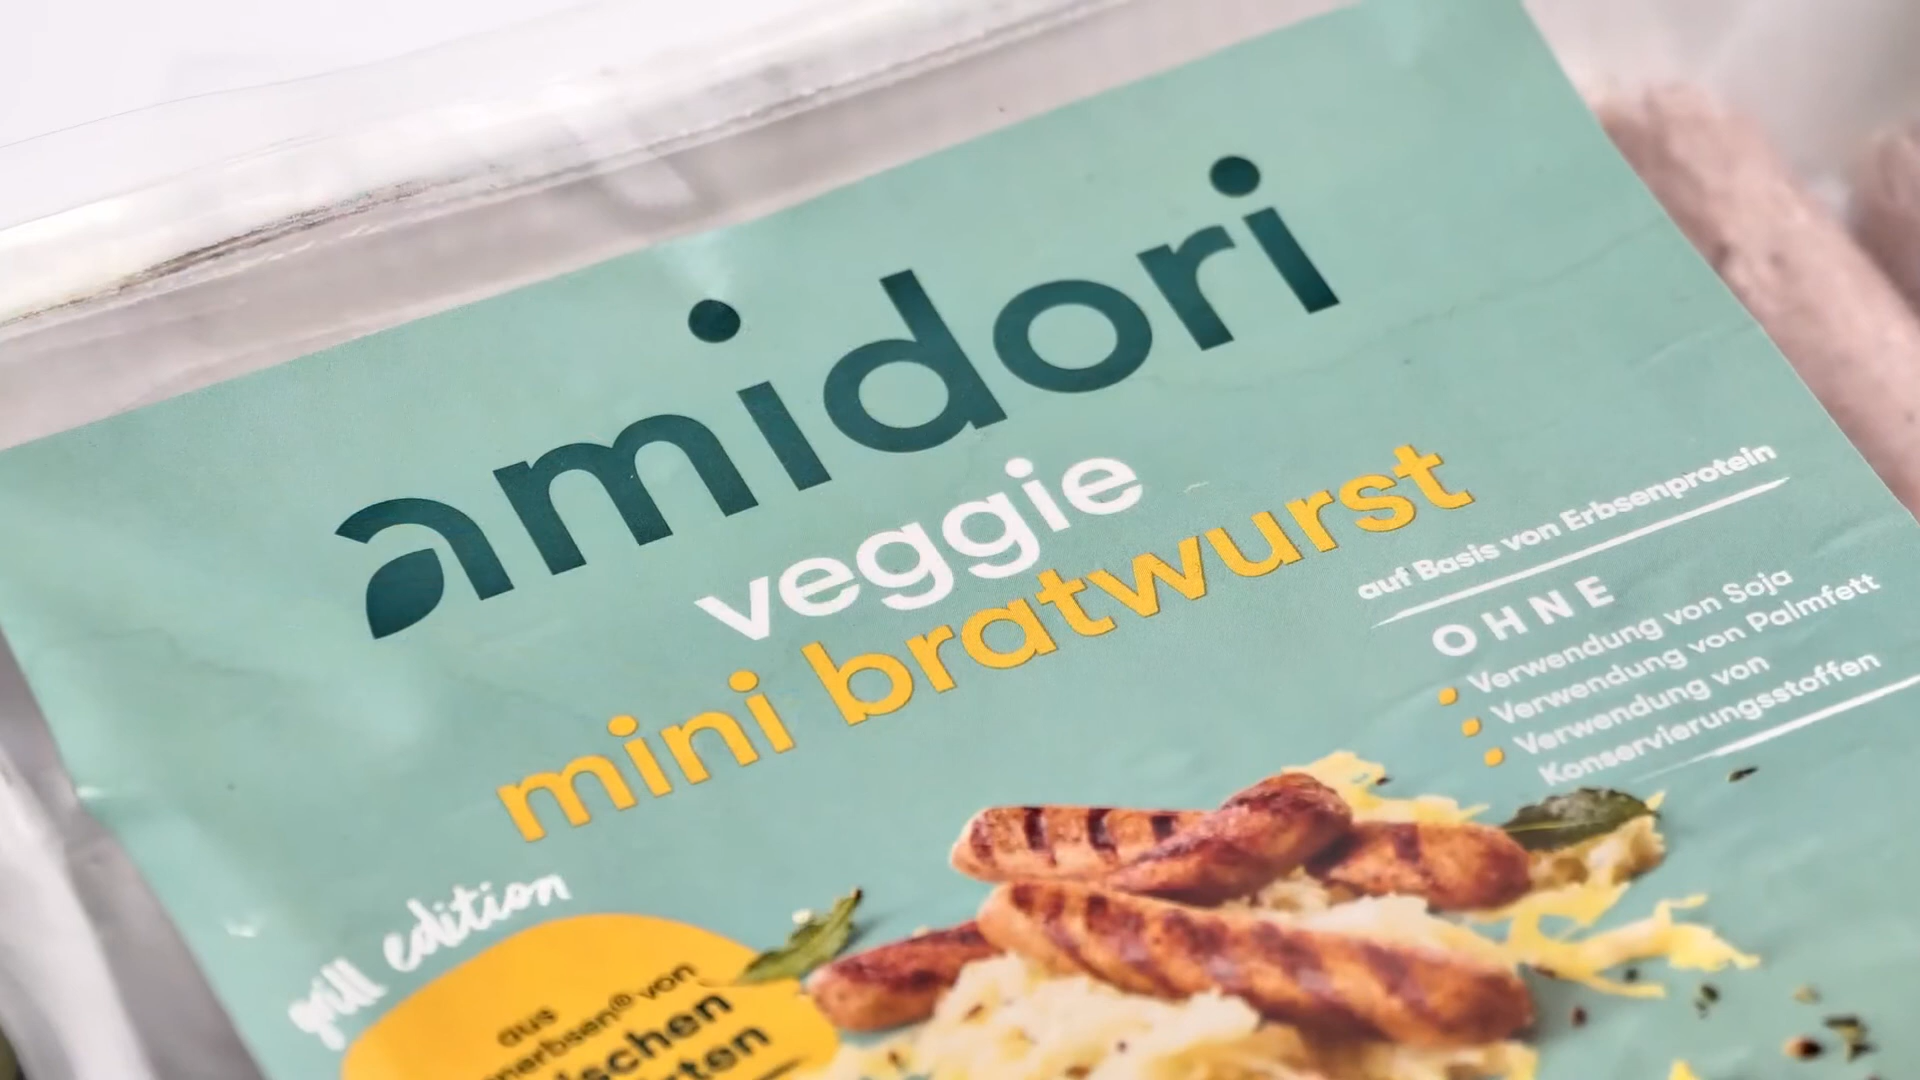 amidori
veggie
mini bratwurst
auf Basis von Erbsenprotein
OHNE
Verwendung von Soja
Verwendung von Palmfett
Verwendung von
Konservierungsstoffen
grill edition
aus
von